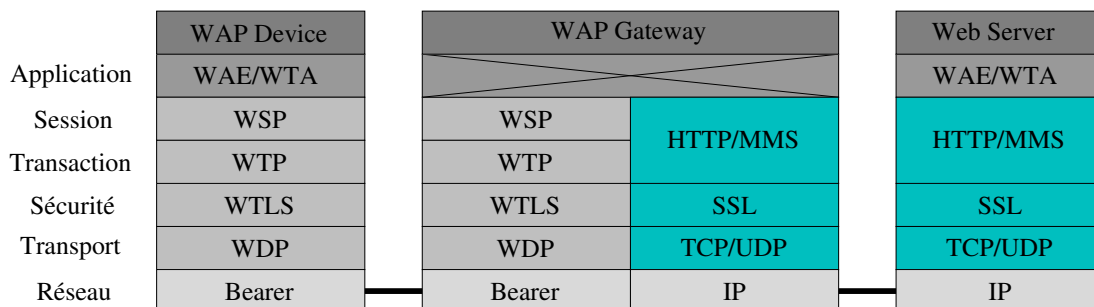 WAP Device WAP Gateway Web Server
Application WAE/WTA WAE/WTA
Session WSP WSP
HTTP/MMS HTTP/MMS
Transaction WTP WTP
Sécurité WTLS WTLS SSL SSL
Transport WDP WDP TCP/UDP TCP/UDP
Réseau Bearer Bearer IP IP